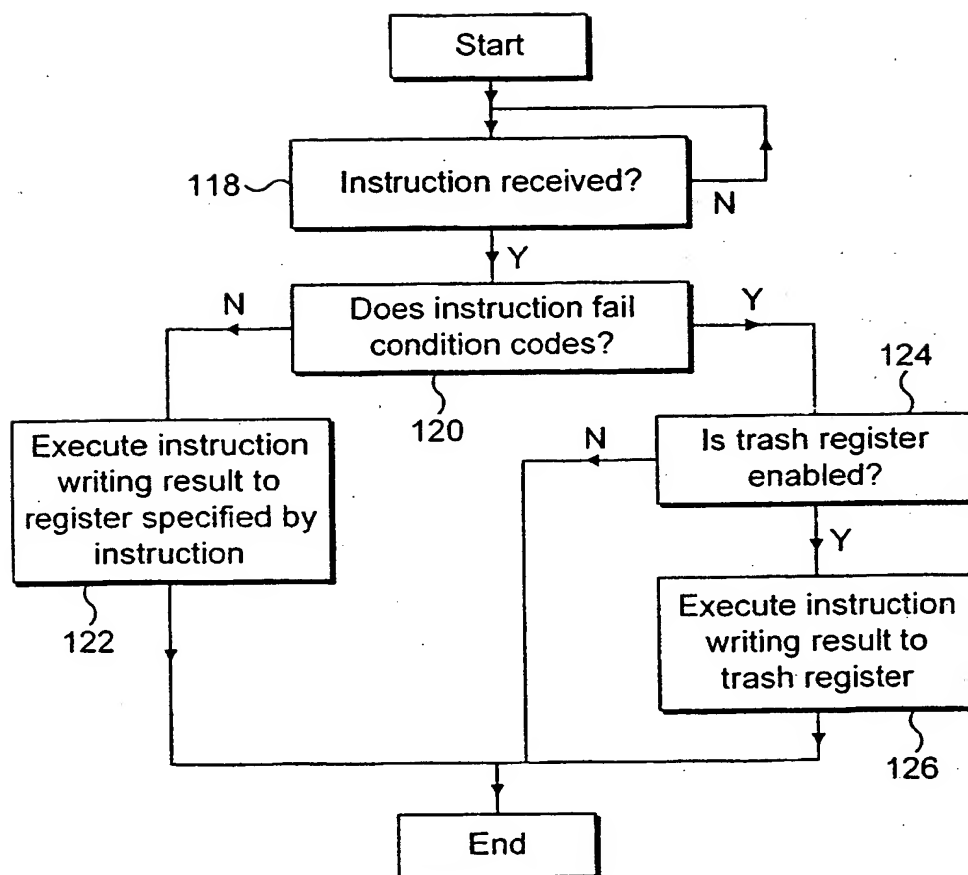 Start
118
Instruction received?
N
Y
N
Does instruction fail
condition codes?
Y
120
124
Execute instruction
writing result to
register specified by
instruction
122
N
Is trash register
enabled?
Y
Execute instruction
writing result to
trash register
126
End